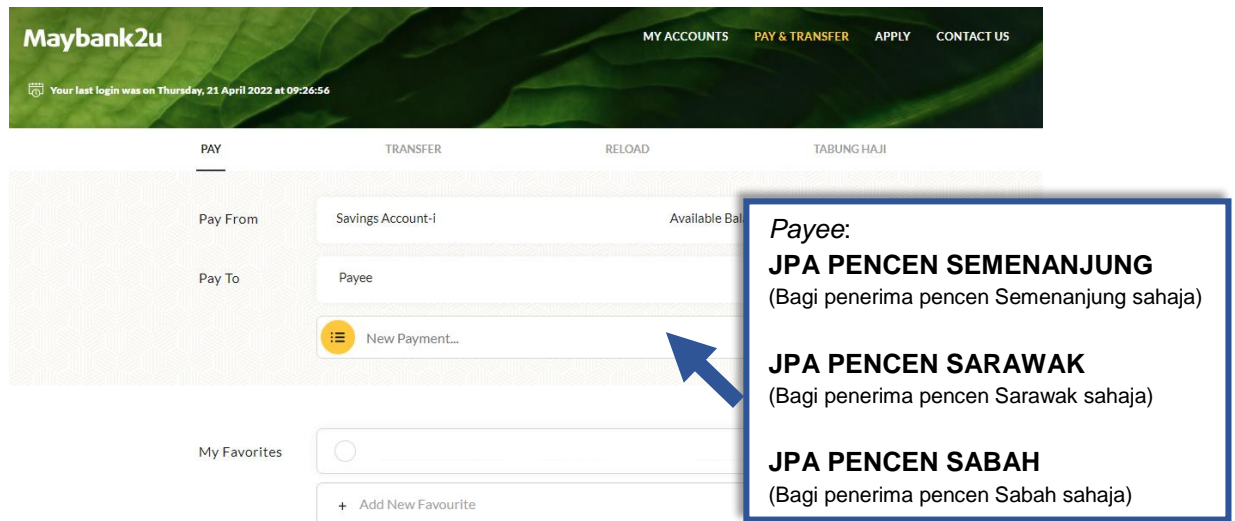 Maybank2u
MY ACCOUNTS PAY & TRANSFER APPLY CONTACT US
Your last login was on Thursday, 21 April 2022 at 09:26:56
PAY TRANSFER RELOAD TABUNG HAJI
Pay From Savings Account-i Available
Pay To Payee
New Payment...
My Favorites
+ Add New Favourite
Payee:
JPA PENCEN SEMENANJUNG
(Bagi penerima pencen Semenanjung sahaja)
JPA PENCEN SARAWAK
(Bagi penerima pencen Sarawak sahaja)
JPA PENCEN SABAH
(Bagi penerima pencen Sabah sahaja)